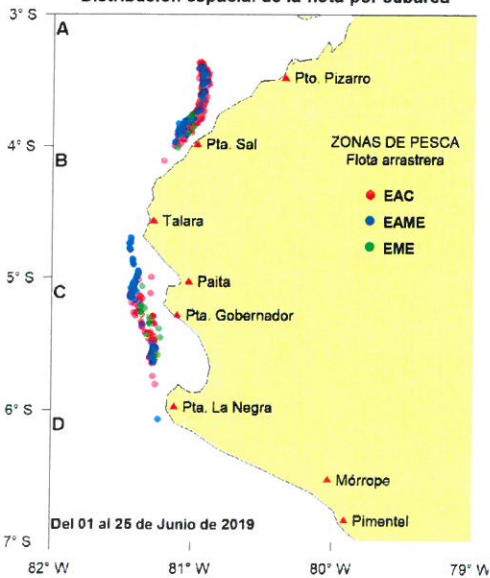 Distribución espacial de la flota por subárea
3° S
A
Pto. Pizarro
4° S
B
Pta. Sal
ZONAS DE PESCA
Flota arrastrera
EAC
EAME
EME
Talara
5° S
C
Paita
Pta. Gobernador
6° S
D
Pta. La Negra
Mórrope
Pimentel
Del 01 al 25 de Junio de 2019
7° S
82° W
81° W
80° W
79° W